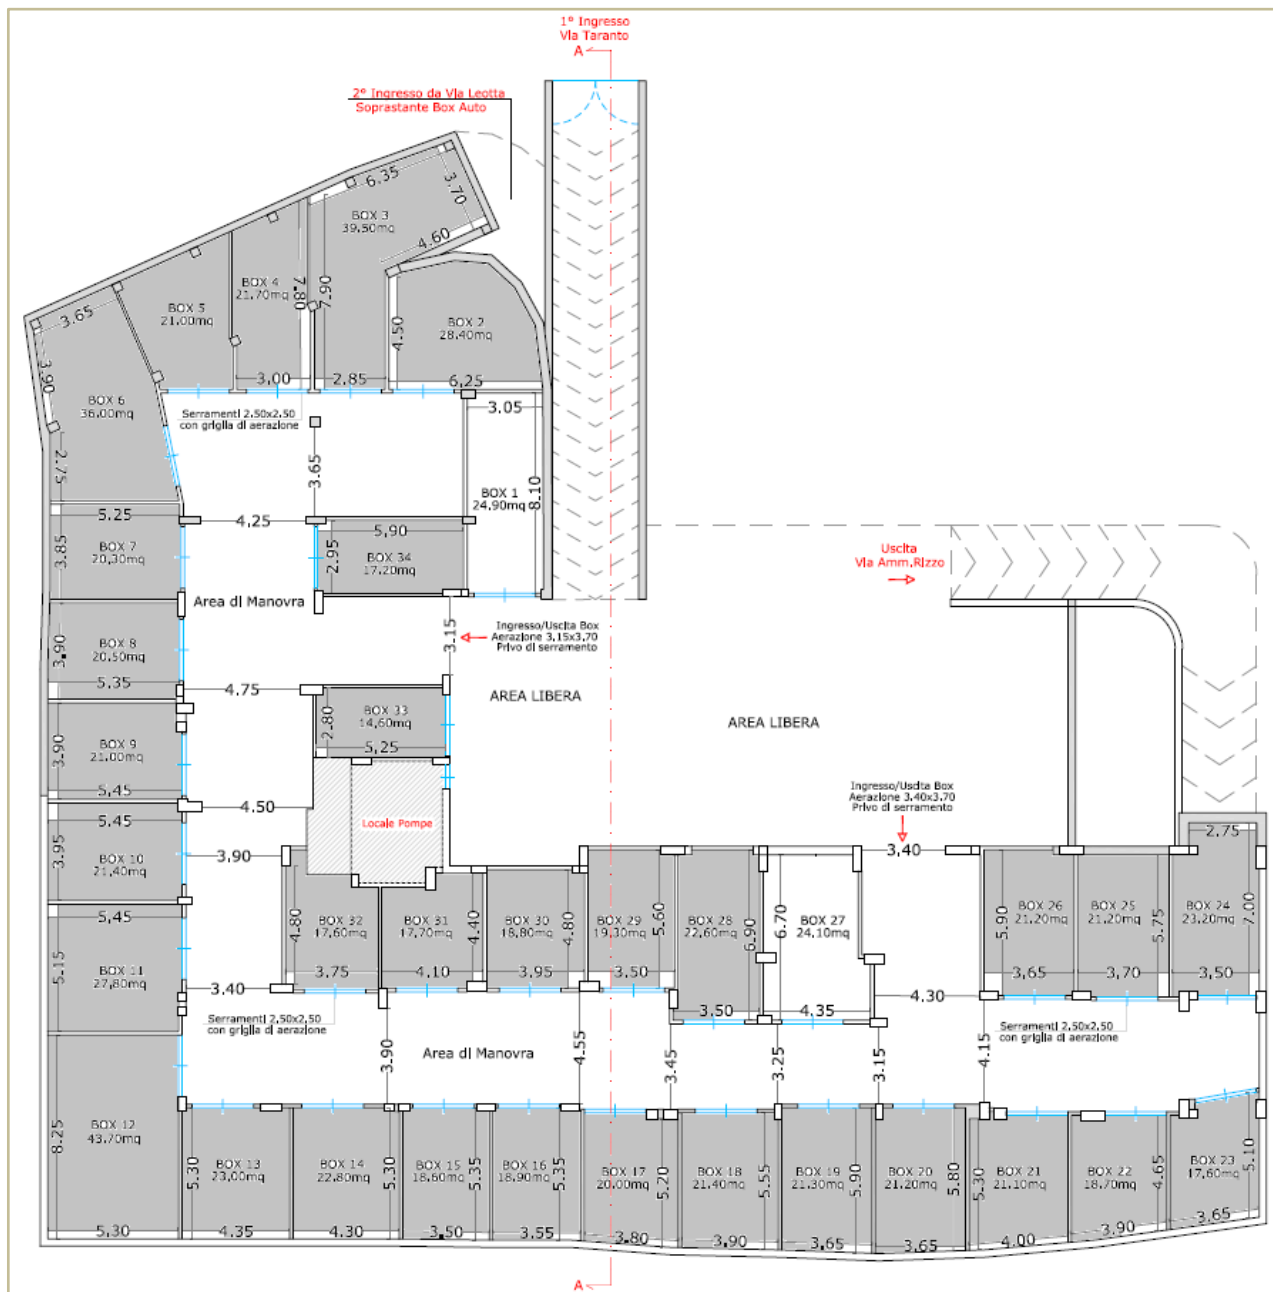 1° Ingresso
Via Taranto
A
2° Ingresso da Via Leotta
Soprastante Box Auto
6.35
3.70
BOX 3
39,50mq
4.60
BOX 4
21,70mq
7.80
7.90
BOX 5
21,00mq
3.65
BOX 2
28,40mq
4.50
3.90
3.00
2.85
6.25
BOX 6
36,00mq
Serramenti 2.50x2.50
con griglia di aerazione
3.05
2.75
3.65
BOX 1
24,90mq
8.10
5.25
4.25
5.90
BOX 7
20,30mq
3.85
2.95
BOX 34
17,20mq
Uscita
Via Amm.Rizzo
Area di Manovra
Ingresso/Uscita Box
Aerazione 3.15x3.70
Privo di serramento
3.15
BOX 8
20,50mq
3.90
5.35
4.75
AREA LIBERA
BOX 33
14,60mq
2.80
5.25
AREA LIBERA
BOX 9
21,00mq
3.90
5.45
Ingresso/Uscita Box
Aerazione 3.40x3.70
Privo di serramento
4.50
5.45
Locale Pompe
2.75
BOX 10
21,40mq
3.95
3.90
3.40
5.45
BOX 32
17,60mq
4.80
3.75
BOX 31
17,70mq
4.40
4.10
BOX 30
18,80mq
4.80
3.95
BOX 29
19,30mq
5.60
3.50
BOX 28
22,60mq
6.90
3.50
6.70
BOX 27
24,10mq
4.35
5.90
BOX 26
21,20mq
3.65
BOX 25
21,20mq
5.75
3.70
BOX 24
23,20mq
7.00
3.50
5.15
BOX 11
27,80mq
3.40
4.30
Serramenti 2,50x2,50
con griglia di aerazione
Serramenti 2.50x2.50
con griglia di aerazione
Area di Manovra
3.90
4.55
3.45
3.25
3.15
4.15
8.25
BOX 12
43,70mq
5.30
BOX 13
23,00mq
5.30
4.35
BOX 14
22,80mq
5.30
4.30
BOX 15
18,60mq
5.35
3.50
BOX 16
18,90mq
5.35
3.55
BOX 17
20,00mq
5.20
3.80
BOX 18
21,40mq
5.55
3.90
BOX 19
21,30mq
5.90
3.65
BOX 20
21,20mq
5.80
3.65
5.30
BOX 21
21,10mq
4.00
BOX 22
18,70mq
4.65
3.90
BOX 23
17,60mq
5.10
3.65
A